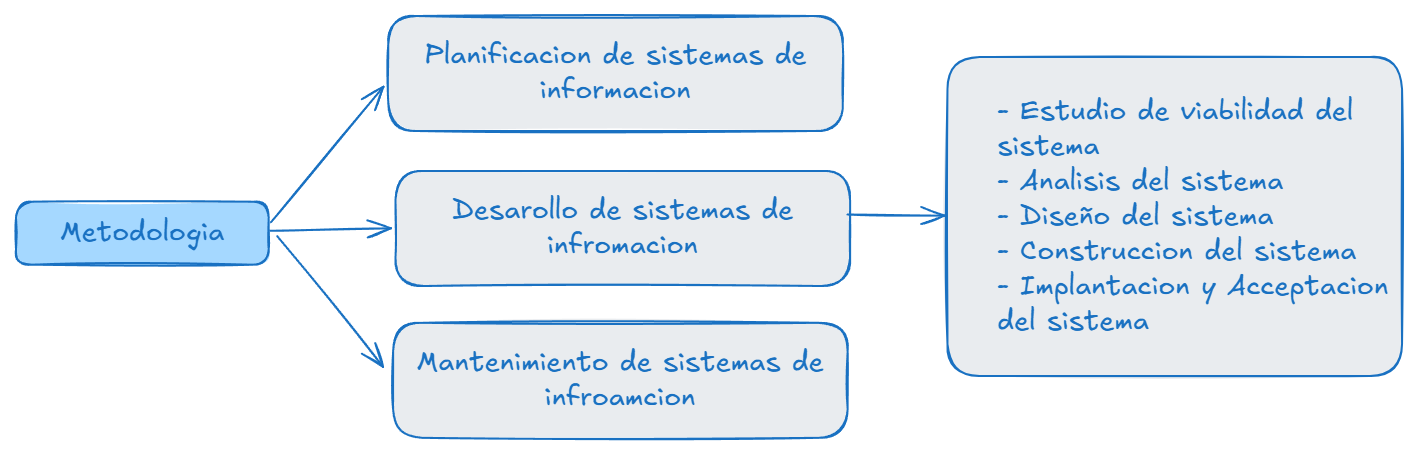 Metodologia
Planificacion de sistemas de
informacion
Desarollo de sistemas de
infromacion
Mantenimiento de sistemas de
infroamcion
- Estudio de viabilidad del
sistema
- Analisis del sistema
- Diseño del sistema
- Construccion del sistema
- Implantacion y Acceptacion
del sistema